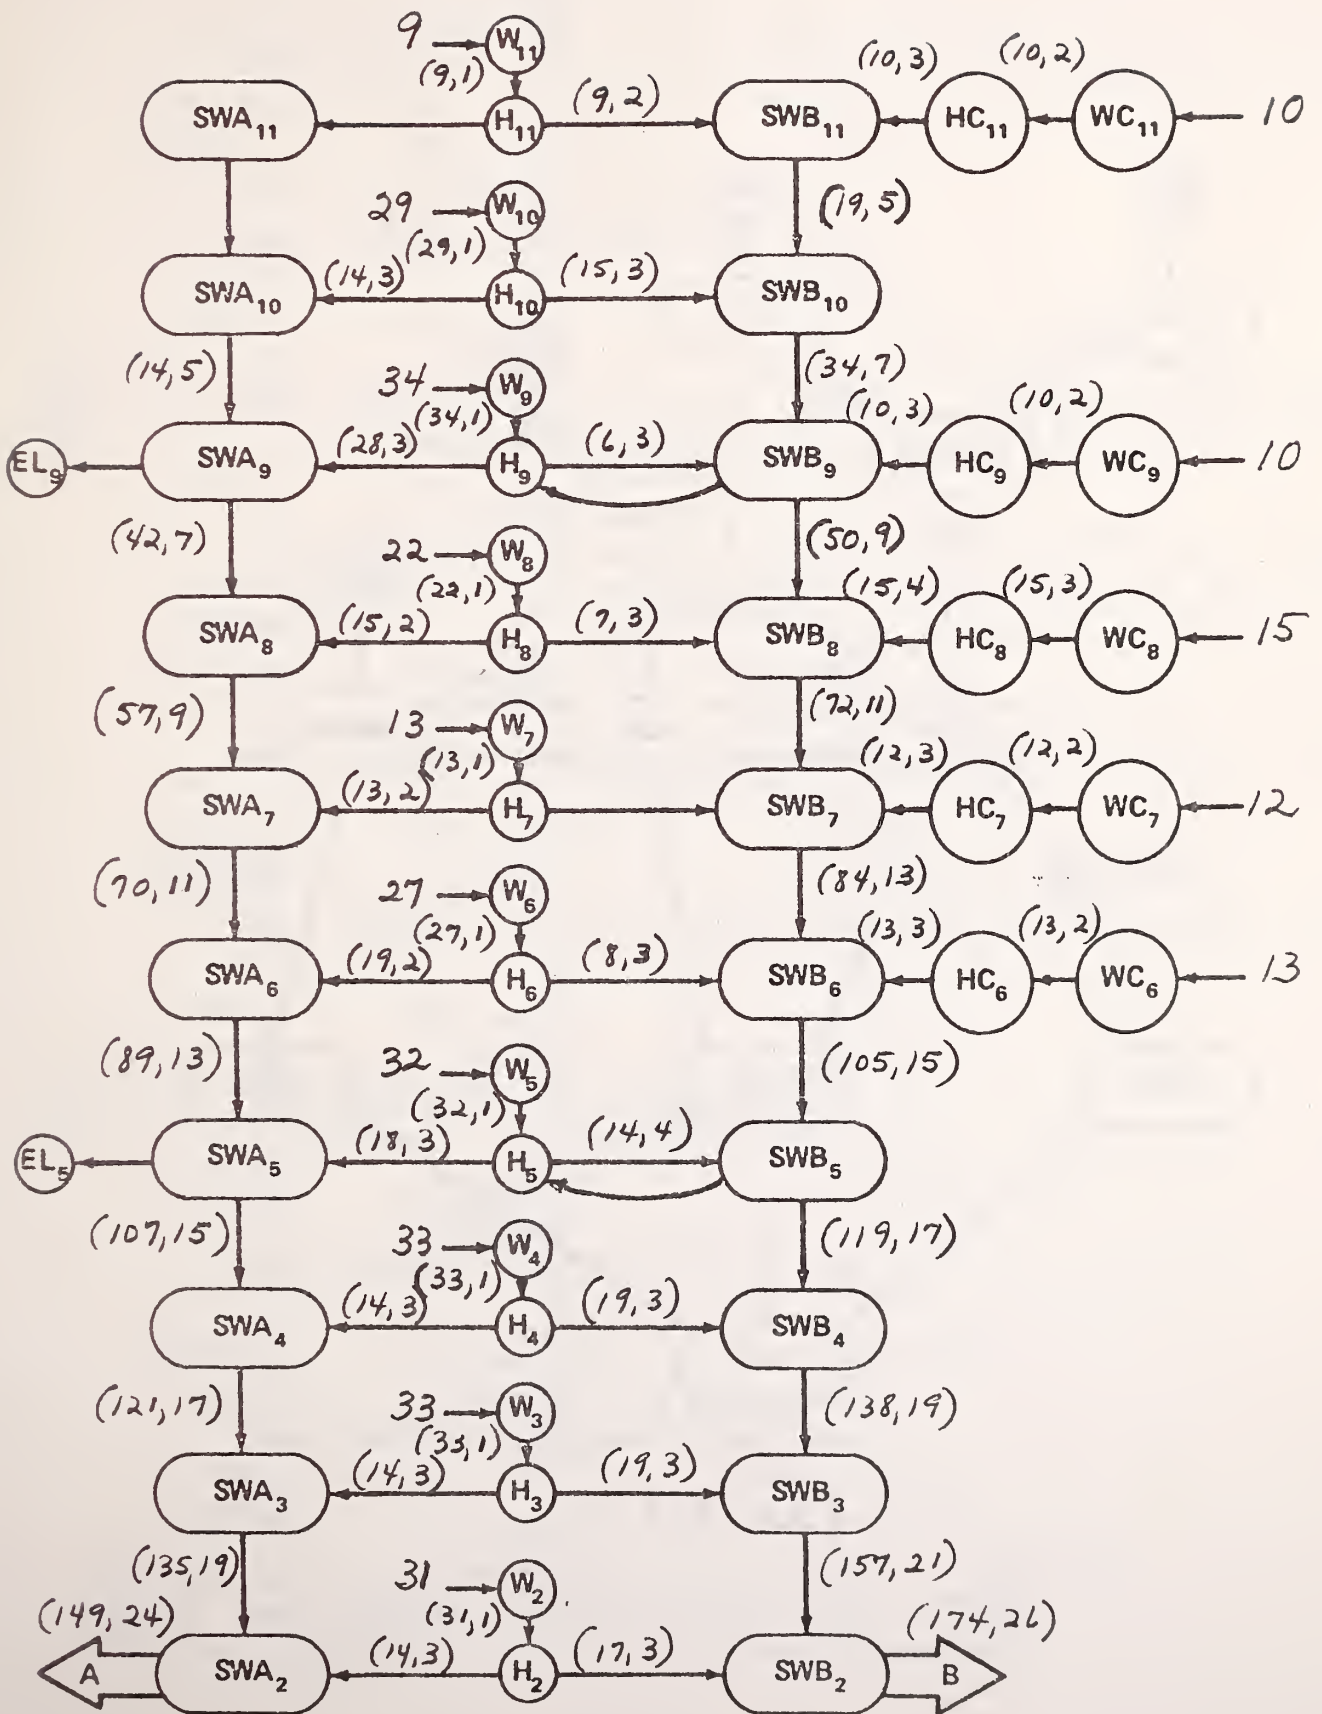 9 W11
(9,1)
SWA11 H11 (9,2) SWB11 (10,3) HC11 (10,2) WC11 10
(19,5)
29 W10
(29,1)
SWA10 (14,3) H10 (15,3) SWB10
(14,5) (34,7)
34 W9
(34,1)
EL9 SWA9 (28,3) H9 (6,3) SWB9 (10,3) HC9 (10,2) WC9 10
(42,7) (50,9)
22 W8
(22,1)
SWA8 (15,2) H8 (7,3) SWB8 (15,4) HC8 (15,3) WC8 15
(57,9) (72,11)
13 W7
(13,1)
SWA7 (13,2) H7 SWB7 (12,3) HC7 (12,2) WC7 12
(70,11) (84,13)
27 W6
(27,1)
SWA6 (19,2) H6 (8,3) SWB6 (13,3) HC6 (13,2) WC6 13
(89,13) (105,15)
32 W5
(32,1)
EL5 SWA5 (18,3) H5 (14,4) SWB5
(107,15) (119,17)
33 W4
(33,1)
SWA4 (14,3) H4 (19,3) SWB4
(121,17) (138,19)
33 W3
(33,1)
SWA3 (14,3) H3 (19,3) SWB3
(135,19) (157,21)
31 W2
(31,1)
(149,24) (174,26)
A SWA2 (14,3) H2 (17,3) SWB2 B